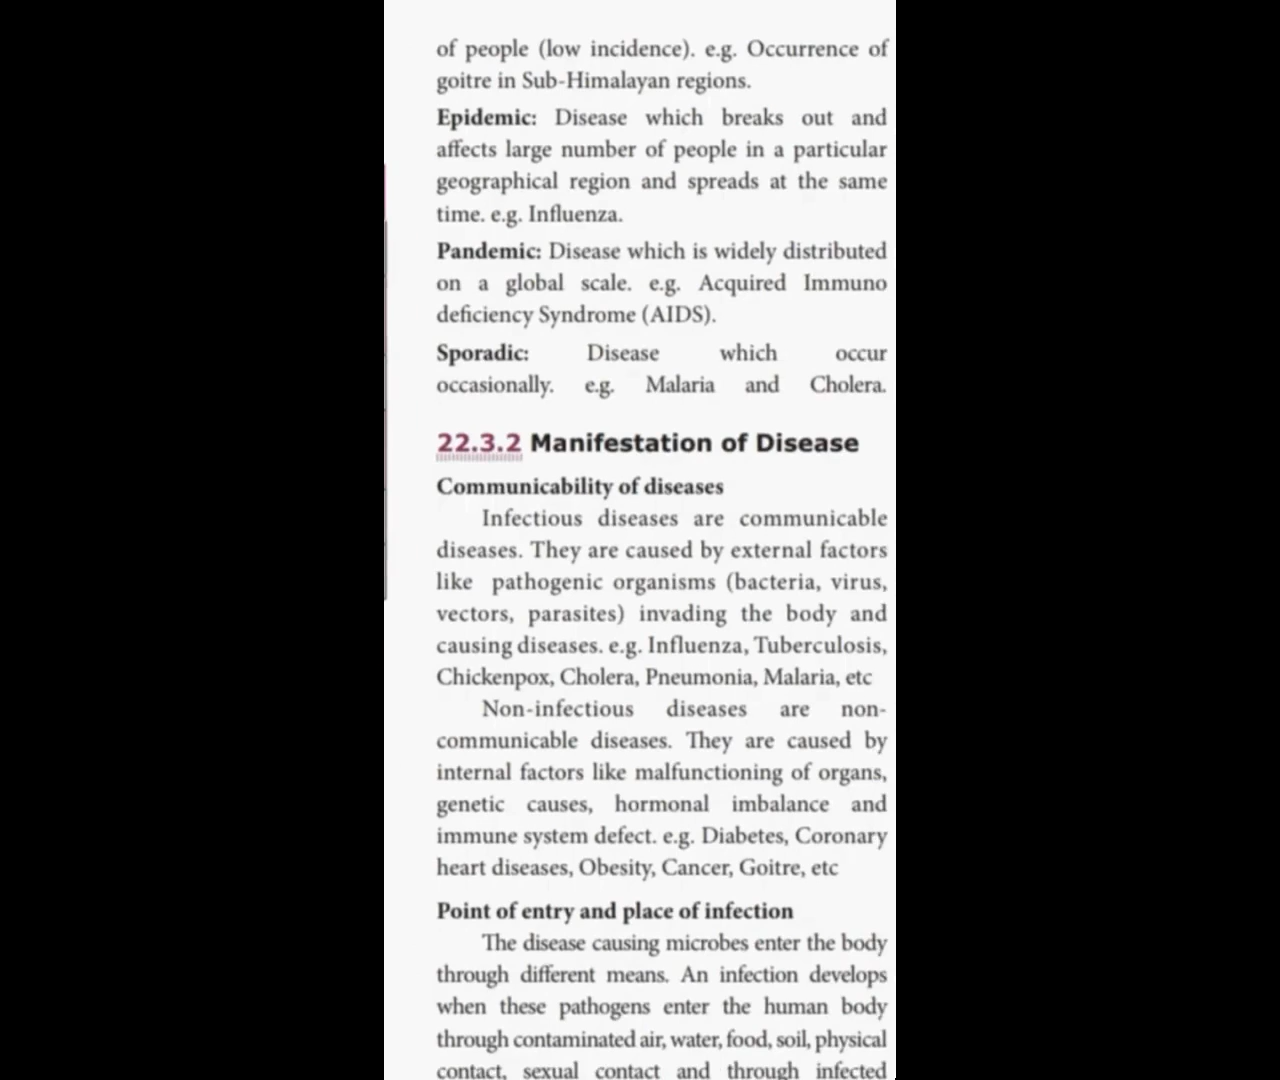 of people (low incidence). e.g. Occurrence of
goitre in Sub-Himalayan regions.
Epidemic: Disease which breaks out and
affects large number of people in a particular
geographical region and spreads at the same
time. e.g. Influenza.
Pandemic: Disease which is widely distributed
on a global scale. e.g. Acquired Immuno
deficiency Syndrome (AIDS).
Sporadic: Disease which occur
occasionally. e.g. Malaria and Cholera.
22.3.2 Manifestation of Disease
Communicability of diseases
Infectious diseases are communicable
diseases. They are caused by external factors
like pathogenic organisms (bacteria, virus,
vectors, parasites) invading the body and
causing diseases. e.g. Influenza, Tuberculosis,
Chickenpox, Cholera, Pneumonia, Malaria, etc
Non-infectious diseases are non-
communicable diseases. They are caused by
internal factors like malfunctioning of organs,
genetic causes, hormonal imbalance and
immune system defect. e.g. Diabetes, Coronary
heart diseases, Obesity, Cancer, Goitre, etc
Point of entry and place of infection
The disease causing microbes enter the body
through different means. An infection develops
when these pathogens enter the human body
through contaminated air, water, food, soil, physical
contact, sexual contact and through infected